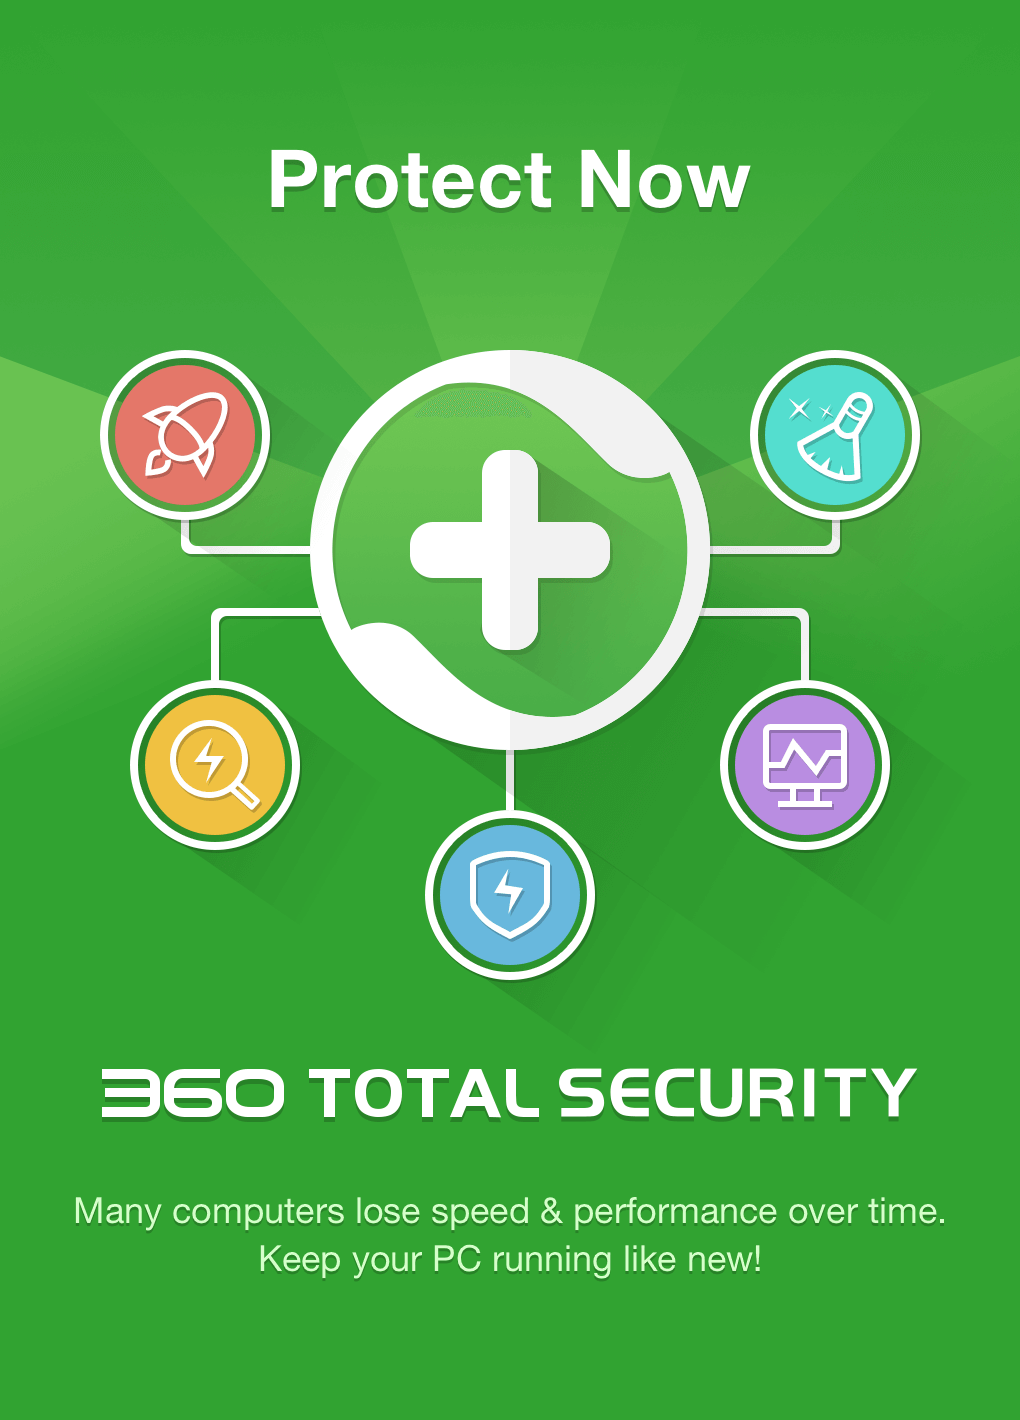 Protect Now
360 TOTAL SECURITY
Many computers lose speed & performance over time.
Keep your PC running like new!